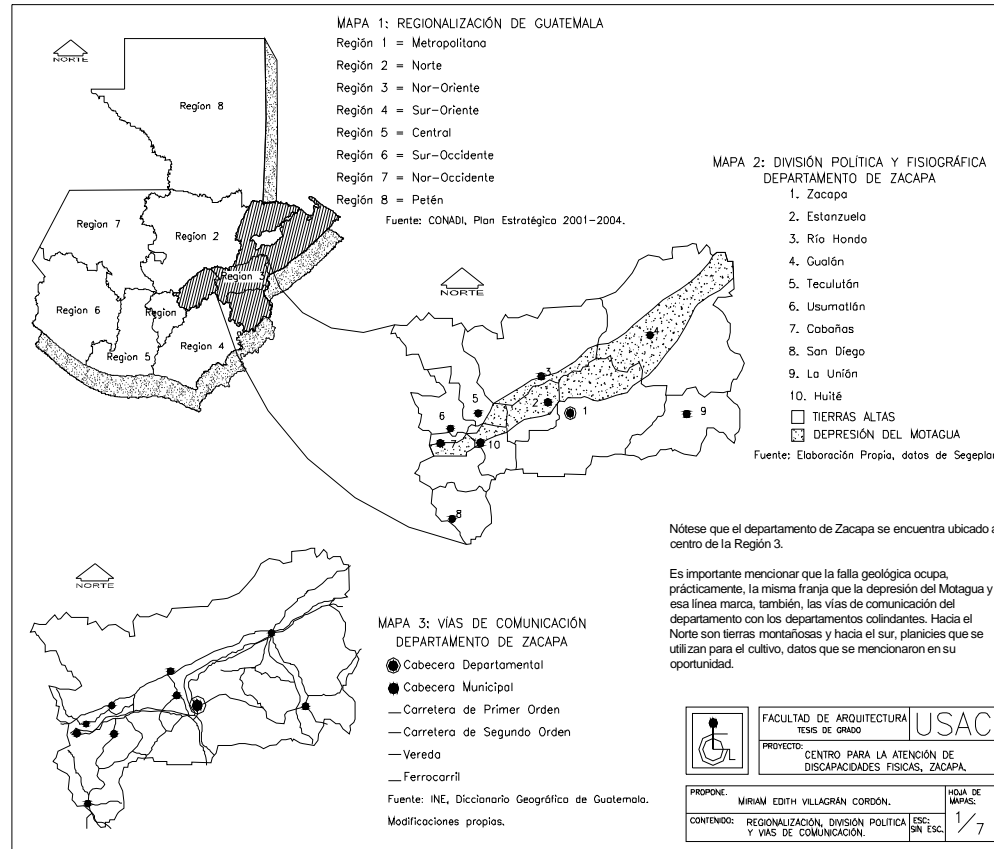 MAPA 1: REGIONALIZACIÓN DE GUATEMALA
Región 1 = Metropolitana
Región 2 = Norte
Región 3 = Nor-Oriente
Región 4 = Sur-Oriente
Región 5 = Central
Región 6 = Sur-Occidente
Región 7 = Nor-Occidente
Región 8 = Petén
Fuente: CONADI, Plan Estratégico 2001-2004.
NORTE
Region 8
Region 7
Region 2
Region 3
Region 6
Region
Region 5
Region 4
MAPA 2: DIVISIÓN POLÍTICA Y FISIOGRÁFICA
DEPARTAMENTO DE ZACAPA
1. Zacapa
2. Estanzuela
3. Río Hondo
4. Gualán
5. Teculután
6. Usumatlán
7. Cabañas
8. San Diego
9. La Unión
10. Huité
TIERRAS ALTAS
DEPRESIÓN DEL MOTAGUA
Fuente: Elaboración Propia, datos de Segeplan
NORTE
4
3
5
2
1
9
6
7
10
8
Nótese que el departamento de Zacapa se encuentra ubicado a
centro de la Región 3.
Es importante mencionar que la falla geológica ocupa,
prácticamente, la misma franja que la depresión del Motagua y
esa línea marca, también, las vías de comunicación del
departamento con los departamentos colindantes. Hacia el
Norte son tierras montañosas y hacia el sur, planicies que se
utilizan para el cultivo, datos que se mencionaron en su
oportunidad.
NORTE
MAPA 3: VÍAS DE COMUNICACIÓN
DEPARTAMENTO DE ZACAPA
Cabecera Departamental
Cabecera Municipal
Carretera de Primer Orden
Carretera de Segundo Orden
Vereda
Ferrocarril
Fuente: INE, Diccionario Geográfico de Guatemala.
Modificaciones propias.
FACULTAD DE ARQUITECTURA
TESIS DE GRADO
USAC
PROYECTO:
CENTRO PARA LA ATENCIÓN DE
DISCAPACIDADES FISICAS, ZACAPA.
PROPONE:
MIRIAM EDITH VILLAGRÁN CORDÓN.
HOJA DE
MAPAS:
1/7
CONTENIDO: REGIONALIZACIÓN, DIVISIÓN POLÍTICA
Y VIAS DE COMUNICACIÓN.
ESC:
SIN ESC.